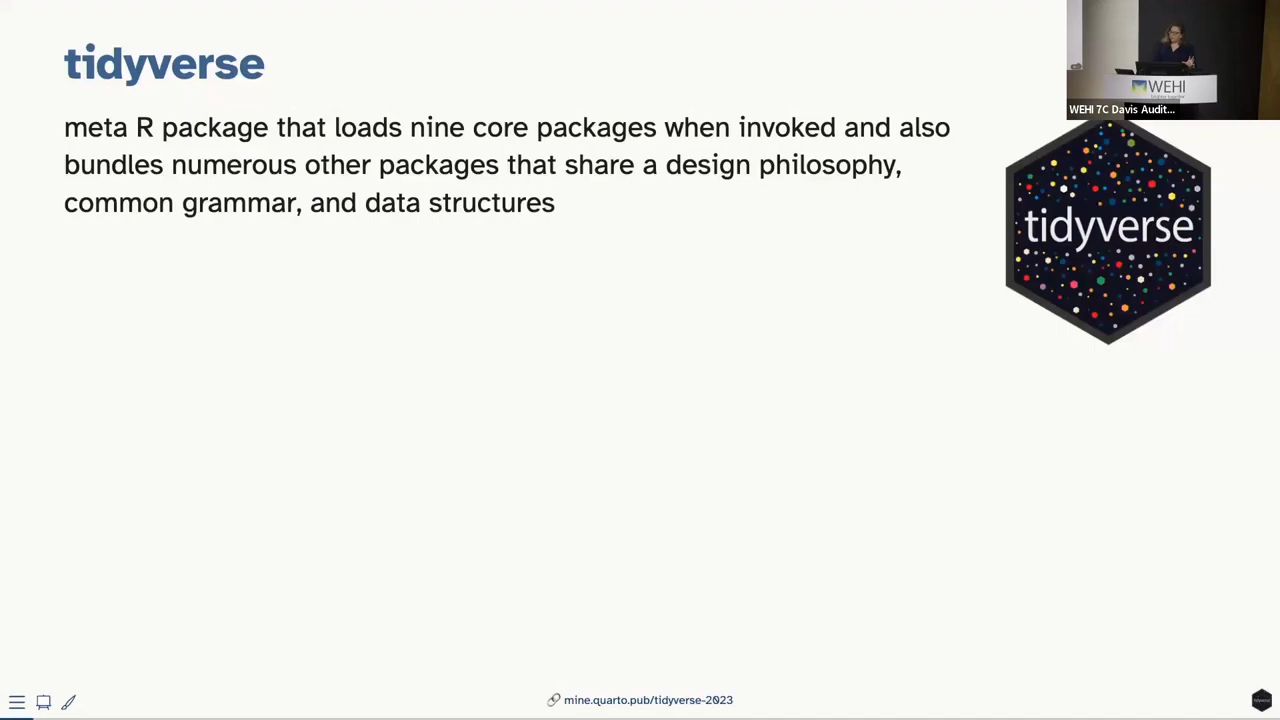 tidyverse
meta R package that loads nine core packages when invoked and also
bundles numerous other packages that share a design philosophy,
common grammar, and data structures
WEHI
WEHI 7C Davis Audit...
tidyverse
mine.quarto.pub/tidyverse-2023